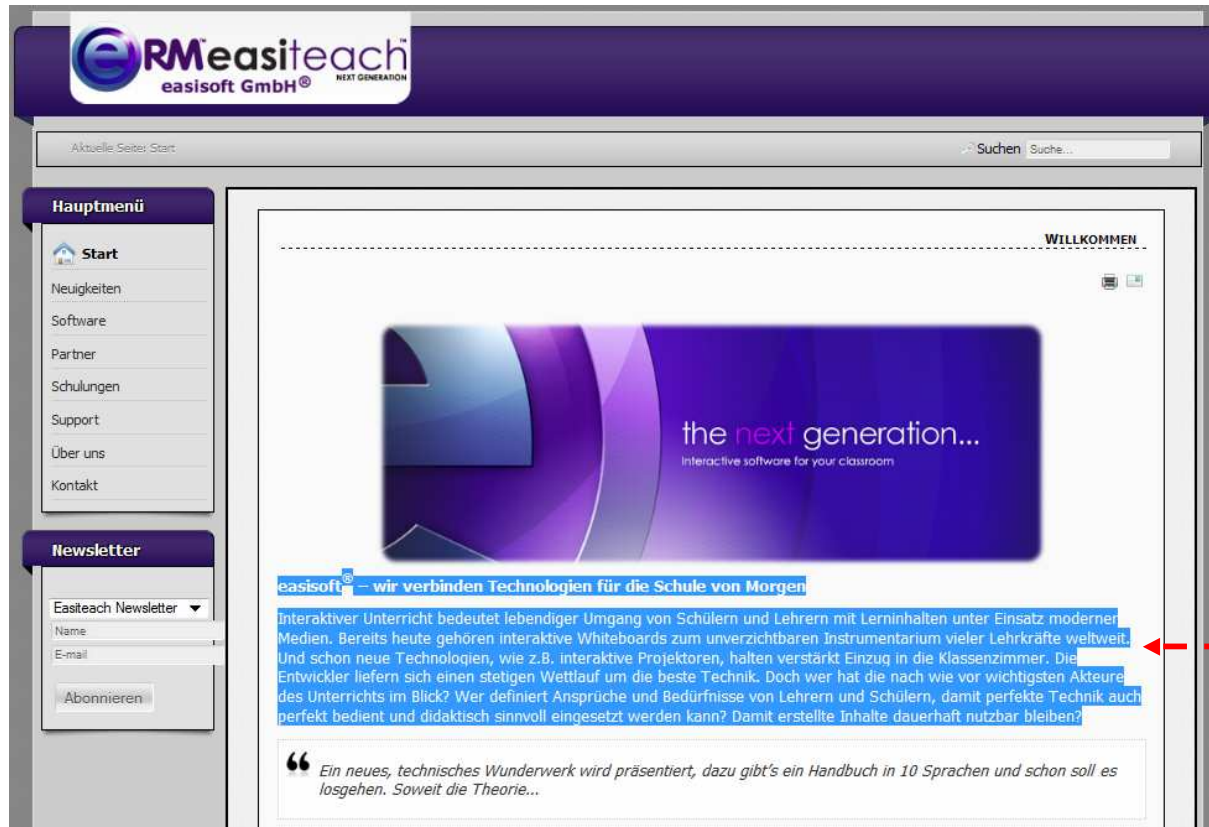 RM easiteach
NEXT GENERATION
easisoft GmbH®
Aktuelle Seite: Start
Suchen Suche...
Hauptmenü
Start
Neuigkeiten
Software
Partner
Schulungen
Support
Über uns
Kontakt
Newsletter
Easiteach Newsletter
Name
E-mail
Abonnieren
WILLKOMMEN
the next generation...
Interactive software for your classroom
easisoft® – wir verbinden Technologien für die Schule von Morgen
Interaktiver Unterricht bedeutet lebendiger Umgang von Schülern und Lehrern mit Lerninhalten unter Einsatz moderner
Medien. Bereits heute gehören interaktive Whiteboards zum unverzichtbaren Instrumentarium vieler Lehrkräfte weltweit.
Und schon neue Technologien, wie z.B. interaktive Projektoren, halten verstärkt Einzug in die Klassenzimmer. Die
Entwickler liefern sich einen stetigen Wettlauf um die beste Technik. Doch wer hat die nach wie vor wichtigsten Akteure
des Unterrichts im Blick? Wer definiert Ansprüche und Bedürfnisse von Lehrern und Schülern, damit perfekte Technik auch
perfekt bedient und didaktisch sinnvoll eingesetzt werden kann? Damit erstellte Inhalte dauerhaft nutzbar bleiben?
Ein neues, technisches Wunderwerk wird präsentiert, dazu gibt's ein Handbuch in 10 Sprachen und schon soll es
losgehen. Soweit die Theorie...